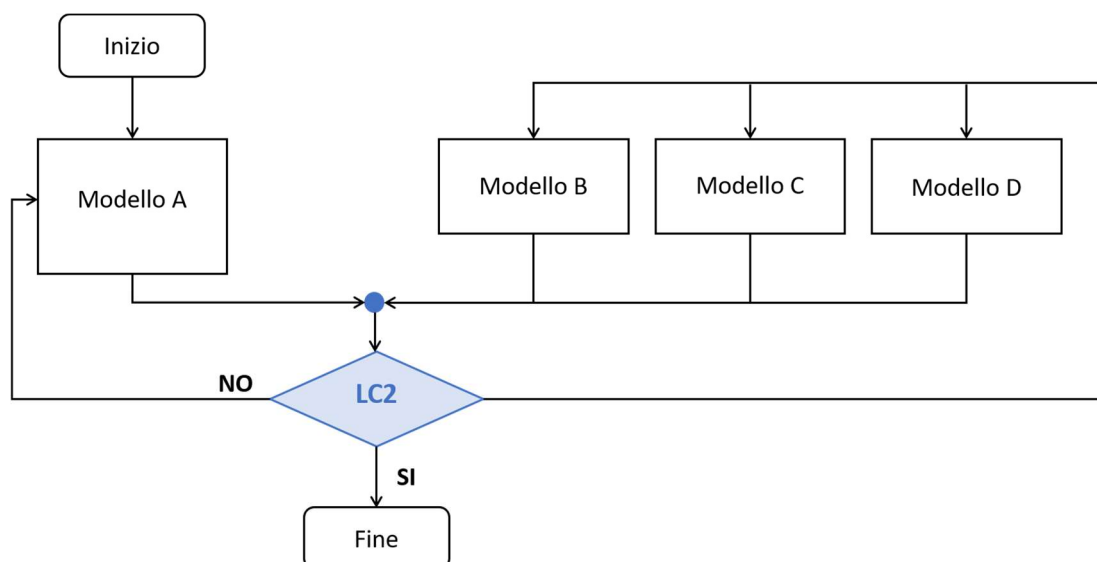 Inizio
Modello A
Modello B
Modello C
Modello D
NO
LC2
SI
Fine